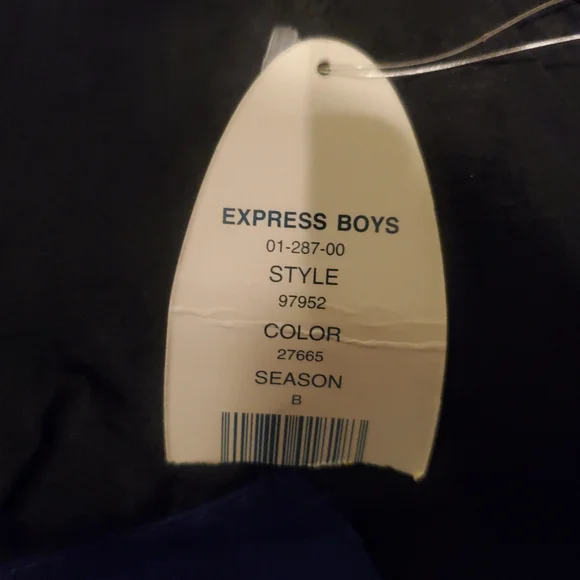 EXPRESS BOYS
01-287-00
STYLE
97952
COLOR
27665
SEASON
B